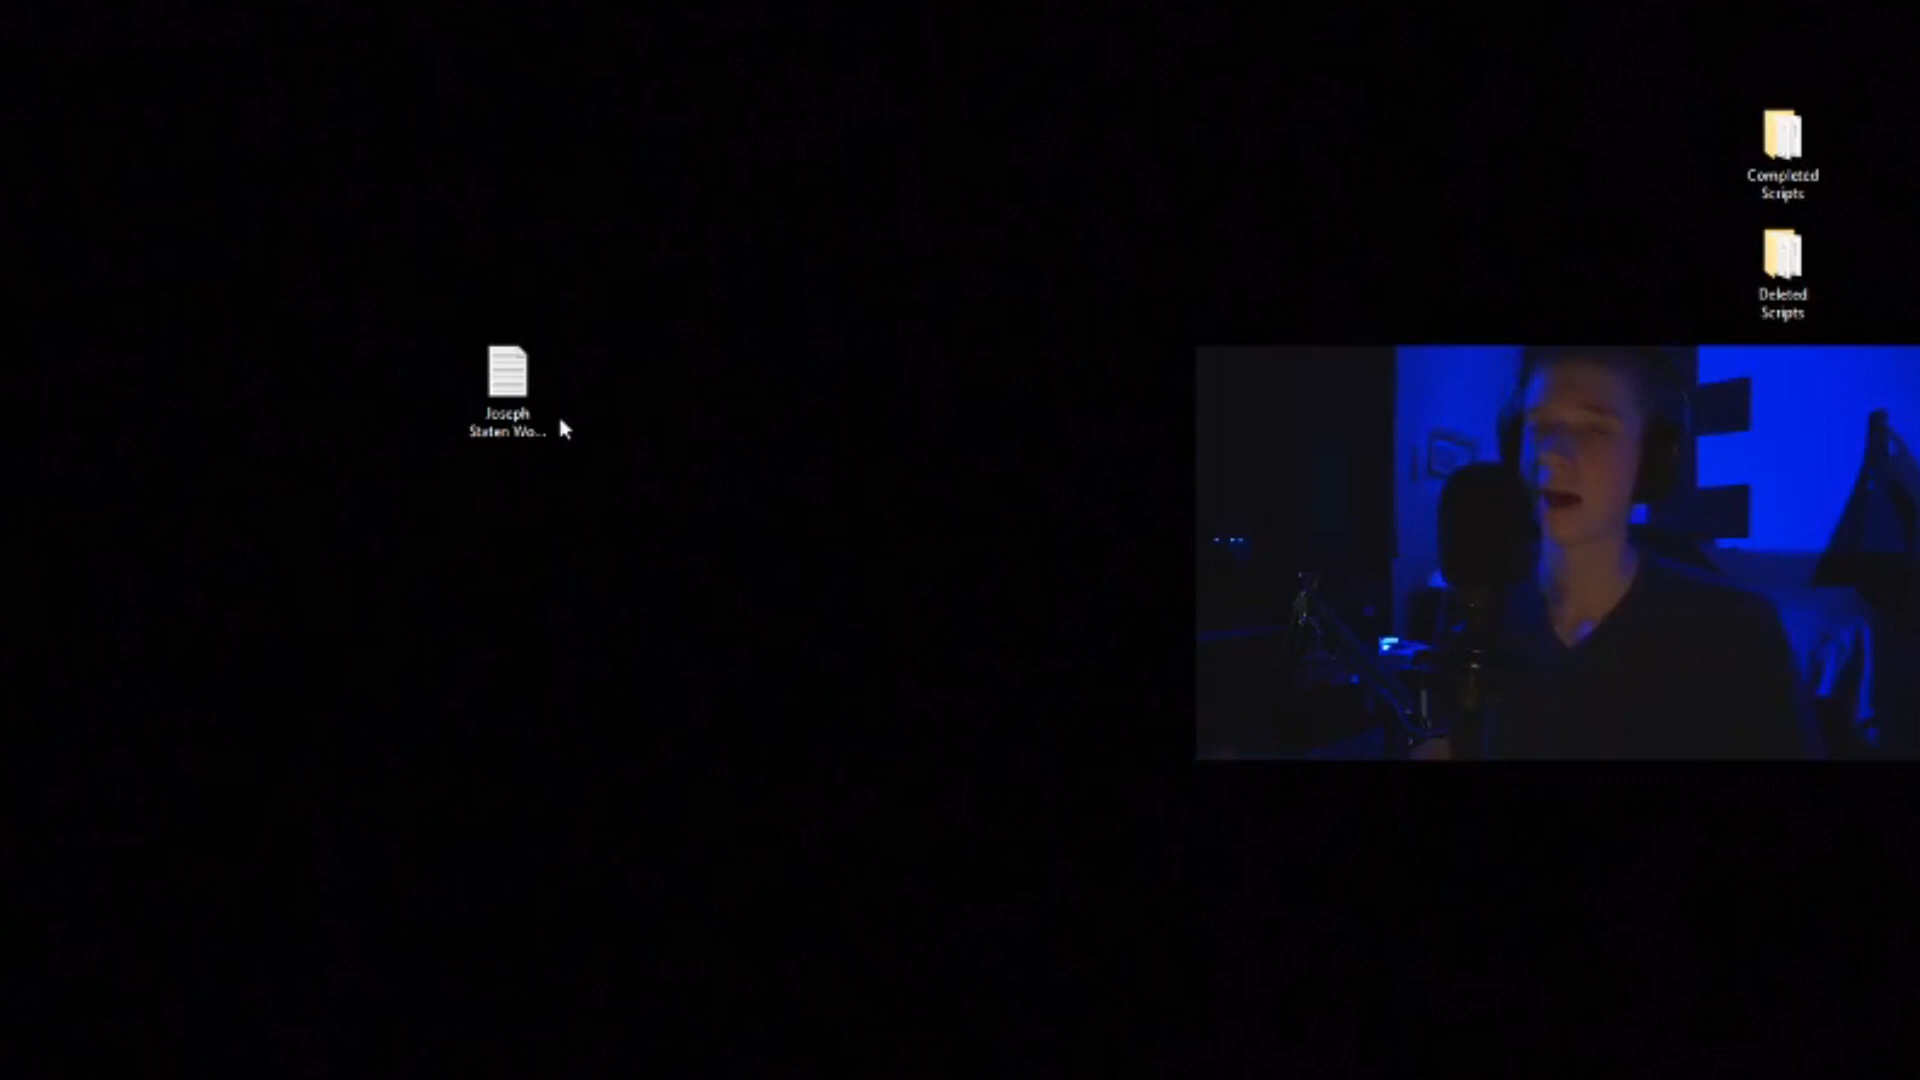 Completed
Scripts
Deleted
Scripts
Joseph
Staten Wo...